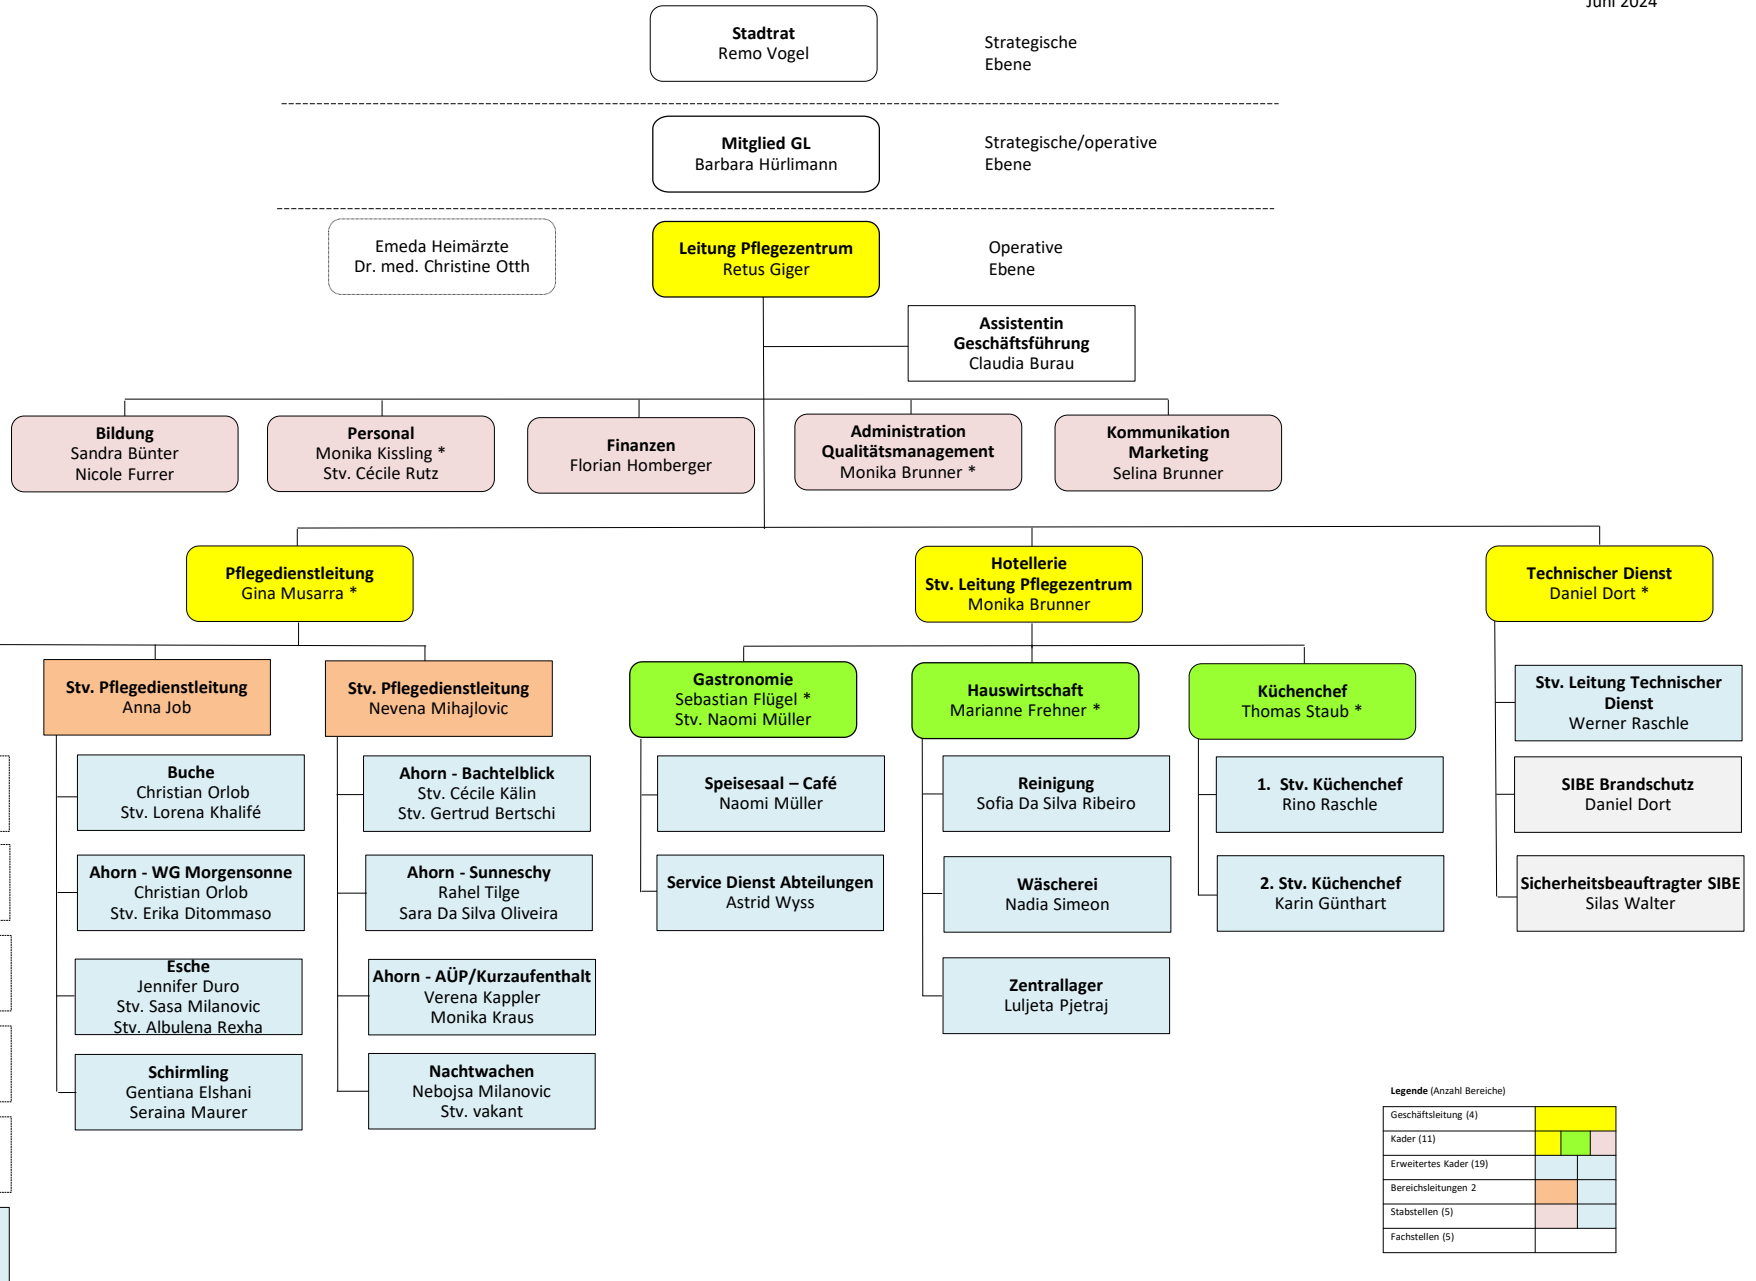 Juni 2024
Stadtrat
Remo Vogel
Strategische
Ebene
Mitglied GL
Barbara Hürlimann
Strategische/operative
Ebene
Emeda Heimärzte
Dr. med. Christine Otth
Leitung Pflegezentrum
Retus Giger
Operative
Ebene
Assistentin
Geschäftsführung
Claudia Burau
Bildung
Sandra Bünter
Nicole Furrer
Personal
Monika Kissling *
Stv. Cécile Rutz
Finanzen
Florian Homberger
Administration
Qualitätsmanagement
Monika Brunner *
Kommunikation
Marketing
Selina Brunner
Pflegedienstleitung
Gina Musarra *
Hotellerie
Stv. Leitung Pflegezentrum
Monika Brunner
Technischer Dienst
Daniel Dort *
Stv. Pflegedienstleitung
Anna Job
Stv. Pflegedienstleitung
Nevena Mihajlovic
Gastronomie
Sebastian Flügel *
Stv. Naomi Müller
Hauswirtschaft
Marianne Frehner *
Küchenchef
Thomas Staub *
Stv. Leitung Technischer
Dienst
Werner Raschle
Buche
Christian Orlob
Stv. Lorena Khalifé
Ahorn - Bachtelblick
Stv. Cécile Kälin
Stv. Gertrud Bertschi
Speisesaal – Café
Naomi Müller
Reinigung
Sofia Da Silva Ribeiro
1. Stv. Küchenchef
Rino Raschle
SIBE Brandschutz
Daniel Dort
Ahorn - WG Morgensonne
Christian Orlob
Stv. Erika Ditommaso
Ahorn - Sunneschy
Rahel Tilge
Sara Da Silva Oliveira
Service Dienst Abteilungen
Astrid Wyss
Wäscherei
Nadia Simeon
2. Stv. Küchenchef
Karin Günthart
Sicherheitsbeauftragter SIBE
Silas Walter
Esche
Jennifer Duro
Stv. Sasa Milanovic
Stv. Albulena Rexha
Ahorn - AÜP/Kurzaufenthalt
Verena Kappler
Monika Kraus
Zentrallager
Luljeta Pjetraj
Schirmling
Gentiana Elshani
Seraina Maurer
Nachtwachen
Nebojsa Milanovic
Stv. vakant
Legende (Anzahl Bereiche)
Geschäftsleitung (4)
Kader (11)
Erweitertes Kader (19)
Bereichsleitungen 2
Stabstellen (5)
Fachstellen (5)